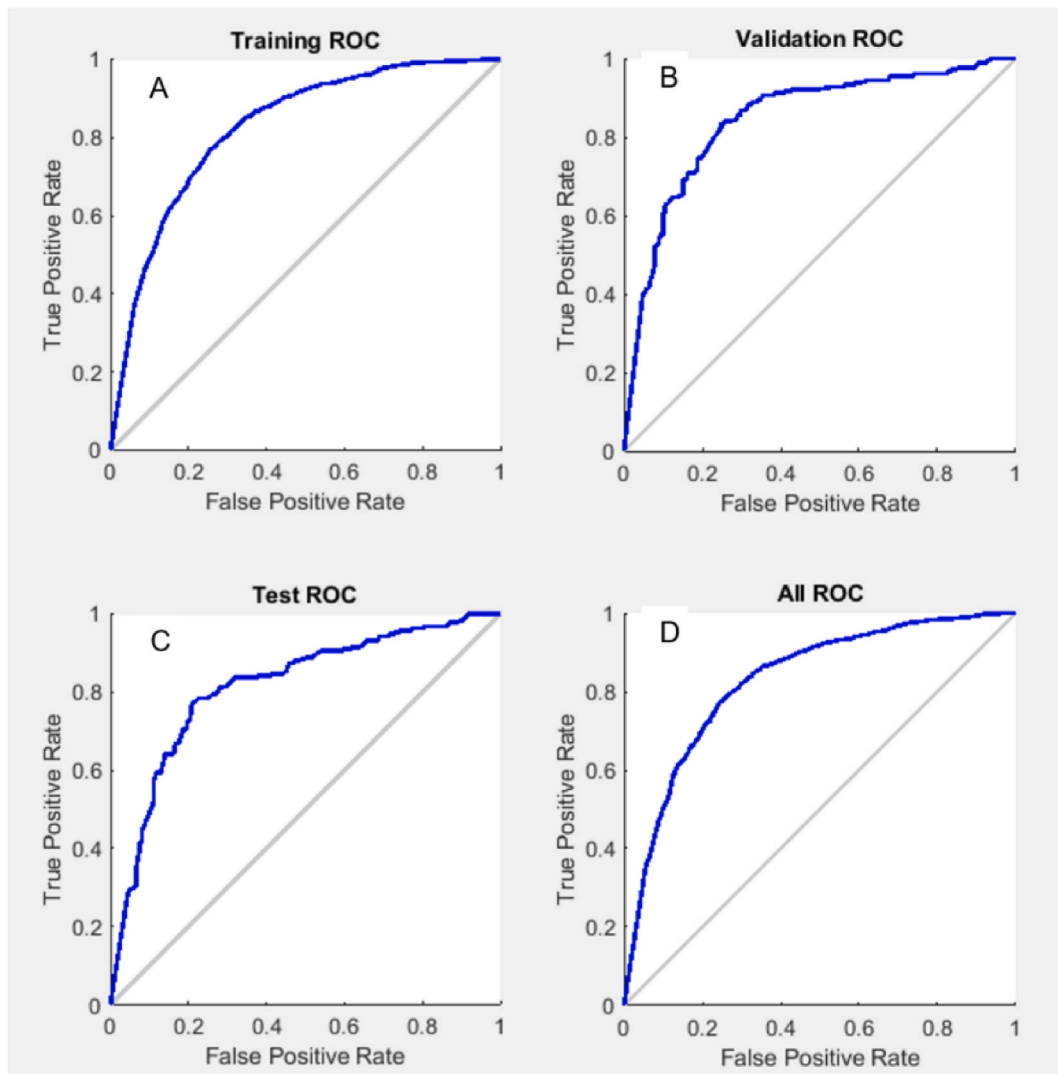 Training ROC
A
True Positive Rate
1
0.8
0.6
0.4
0.2
0
0 0.2 0.4 0.6 0.8 1
False Positive Rate
Validation ROC
B
True Positive Rate
1
0.8
0.6
0.4
0.2
0
0 0.2 0.4 0.6 0.8 1
False Positive Rate
Test ROC
C
True Positive Rate
1
0.8
0.6
0.4
0.2
0
0 0.2 0.4 0.6 0.8 1
False Positive Rate
All ROC
D
True Positive Rate
1
0.8
0.6
0.4
0.2
0
0 0.2 0.4 0.6 0.8 1
False Positive Rate